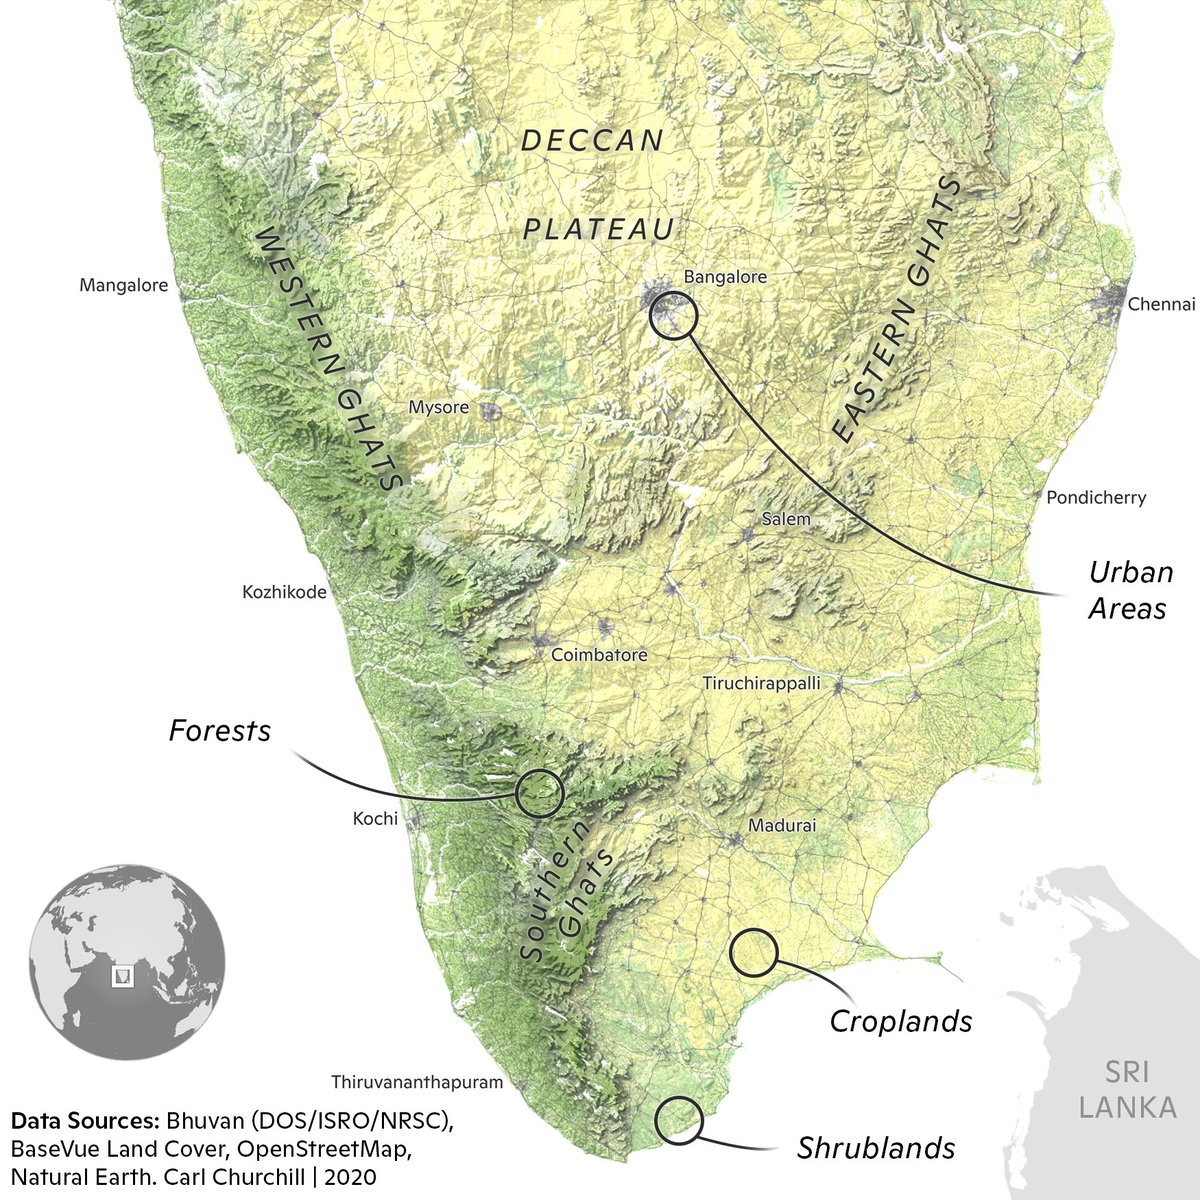 DECCAN
PLATEAU
WESTERN GHATS
EASTERN GHATS
Mangalore
Bangalore
Chennai
Mysore
Pondicherry
Salem
Urban
Areas
Kozhikode
Coimbatore
Tiruchirappalli
Forests
Kochi
Madurai
Southern
Ghats
Croplands
SRI
LANKA
Thiruvananthapuram
Shrublands
Data Sources: Bhuvan (DOS/ISRO/NRSC),
BaseVue Land Cover, OpenStreetMap,
Natural Earth. Carl Churchill | 2020